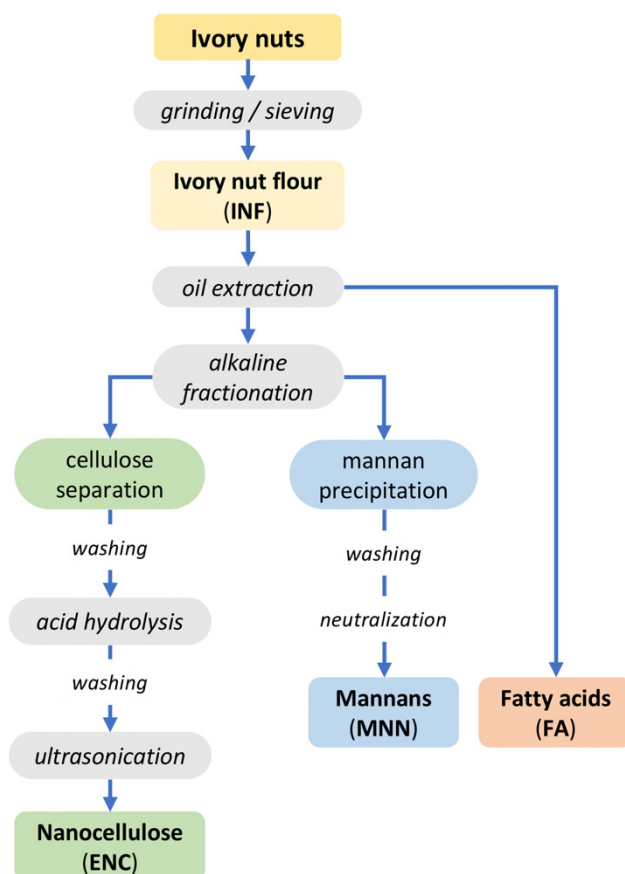 Ivory nuts
grinding / sieving
Ivory nut flour
(INF)
oil extraction
alkaline
fractionation
cellulose
separation
washing
acid hydrolysis
washing
ultrasonication
Nanocellulose
(ENC)
mannan
precipitation
washing
neutralization
Mannans
(MNN)
Fatty acids
(FA)